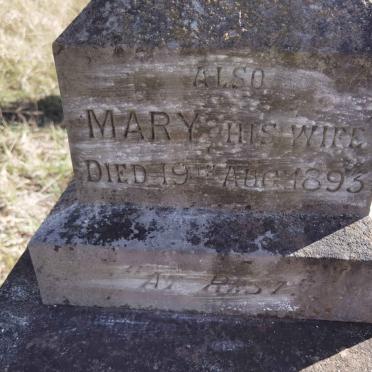 ALSO
MARY, HIS WIFE
DIED 19TH AUG. 1893
"AT REST"